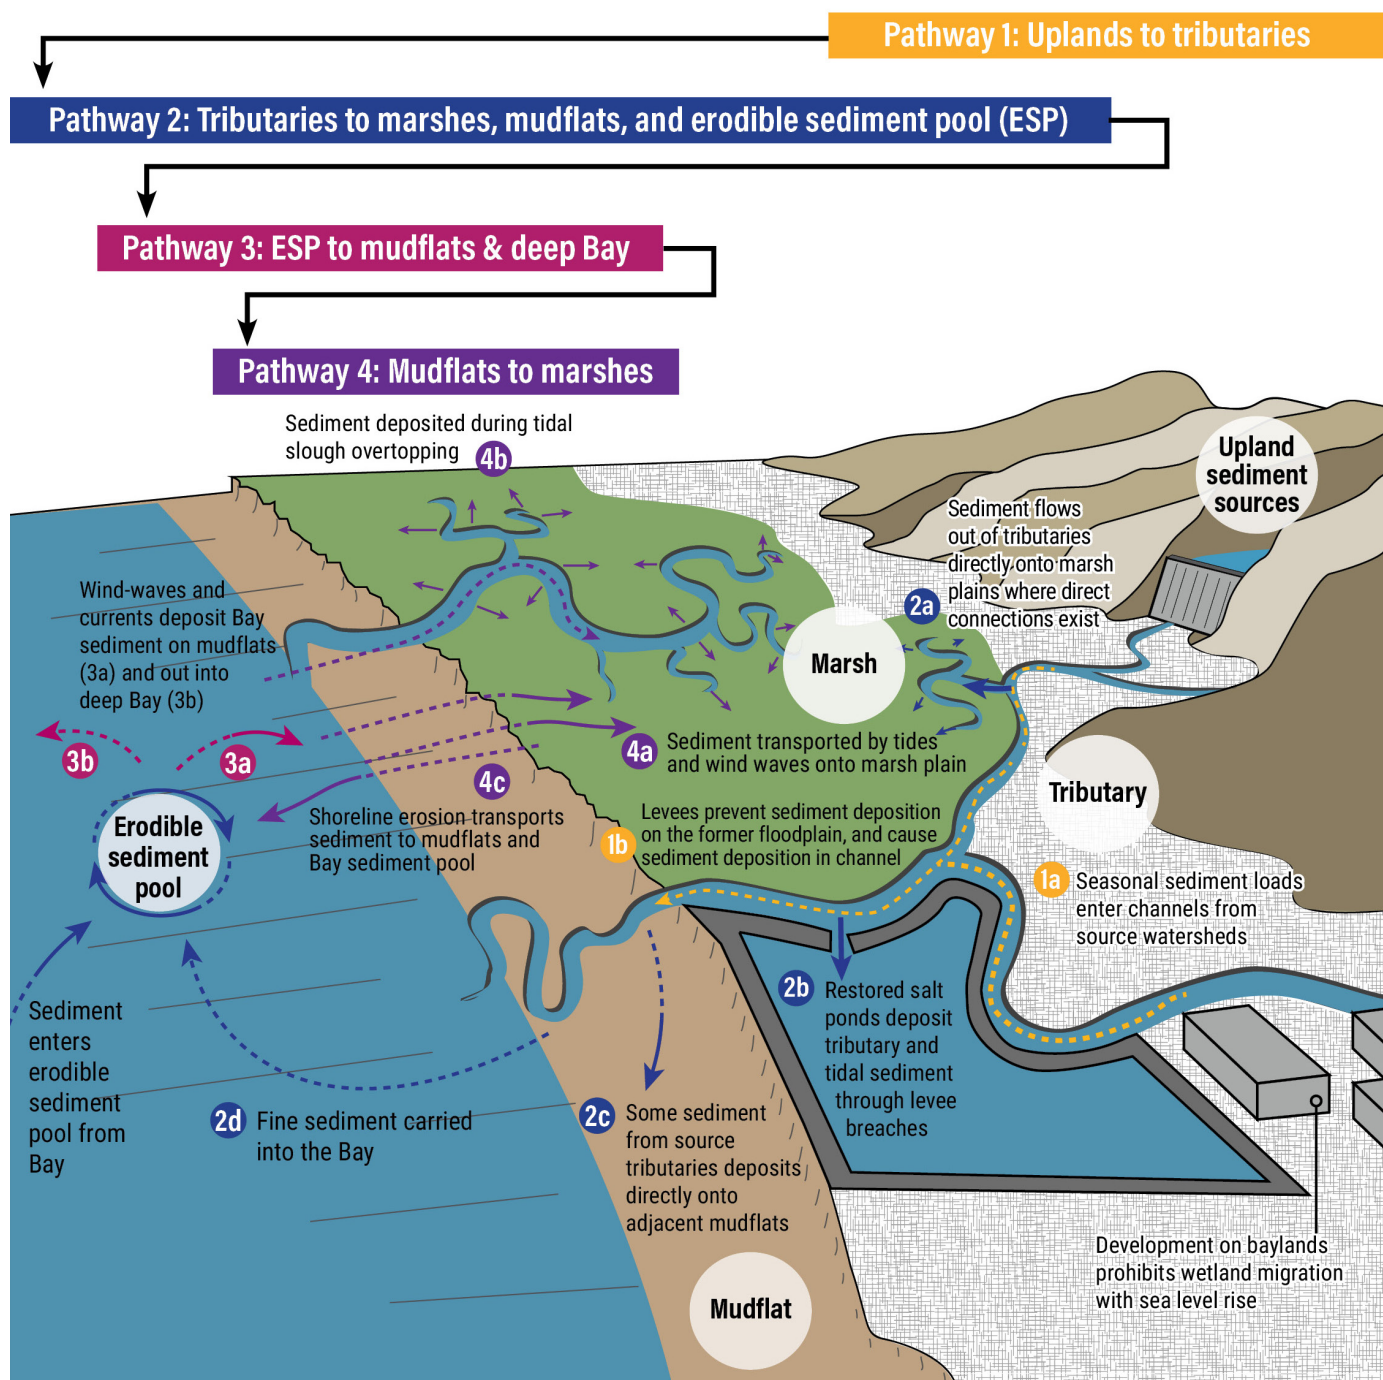 Pathway 1: Uplands to tributaries
Pathway 2: Tributaries to marshes, mudflats, and erodible sediment pool (ESP)
Pathway 3: ESP to mudflats & deep Bay
Pathway 4: Mudflats to marshes
Sediment deposited during tidal
slough overtopping
4b
Upland
sediment
sources
Sediment flows
out of tributaries
directly onto marsh
plains where direct
connections exist
2a
Wind-waves and
currents deposit Bay
sediment on mudflats
(3a) and out into
deep Bay (3b)
Marsh
3b
3a
4a
Sediment transported by tides
and wind waves onto marsh plain
4c
Shoreline erosion transports
sediment to mudflats and
Bay sediment pool
Tributary
Erodible
sediment
pool
1b
Levees prevent sediment deposition
on the former floodplain, and cause
sediment deposition in channel
1a
Seasonal sediment loads
enter channels from
source watersheds
2b
Restored salt
ponds deposit
tributary and
tidal sediment
through levee
breaches
Sediment
enters
erodible
sediment
pool from
Bay
2d
Fine sediment carried
into the Bay
2c
Some sediment
from source
tributaries deposits
directly onto
adjacent mudflats
Development on baylands
prohibits wetland migration
with sea level rise
Mudflat